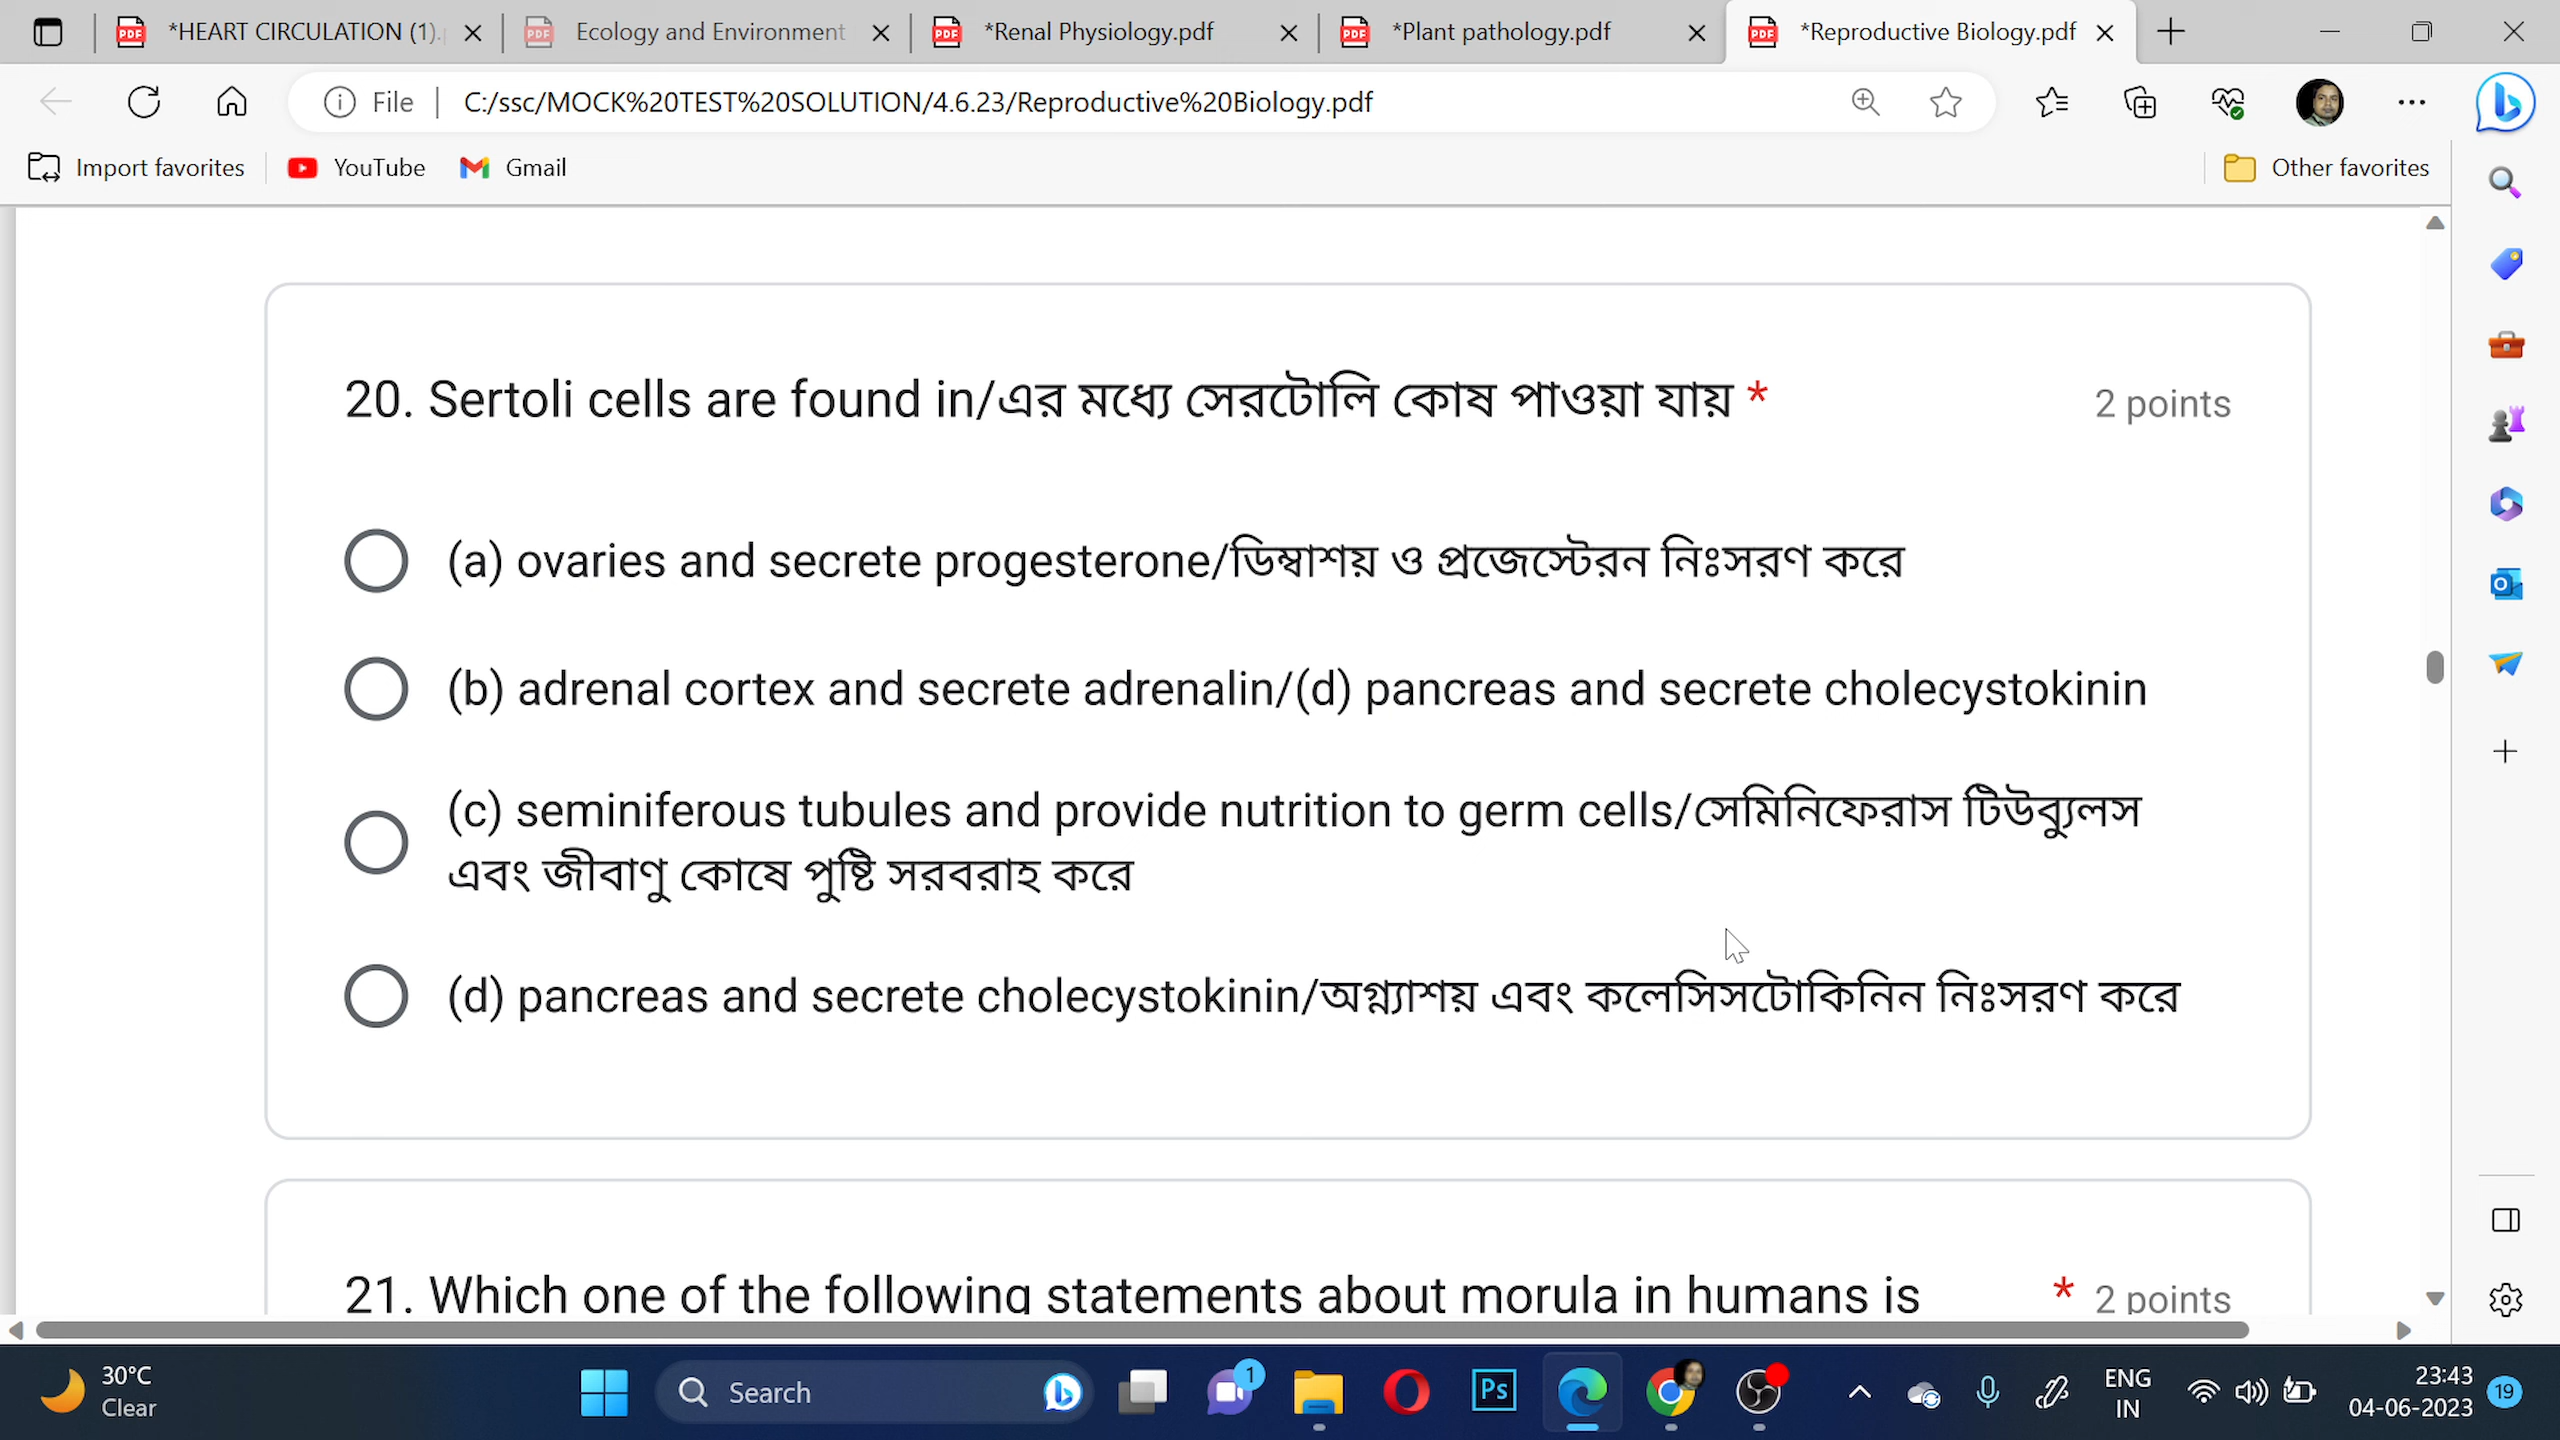 *HEART CIRCULATION (1).
Ecology and Environment
*Renal Physiology.pdf
*Plant pathology.pdf
*Reproductive Biology.pdf
File
C:/ssc/MOCK%20TEST%20SOLUTION/4.6.23/Reproductive%20Biology.pdf
Import favorites
YouTube
Gmail
Other favorites
20. Sertoli cells are found in/এর মধ্যে সেরটোলি কোষ পাওয়া যায় *
2 points
(a) ovaries and secrete progesterone/ডিম্বাশয় ও প্রজেস্টেরন নিঃসরণ করে
(b) adrenal cortex and secrete adrenalin/(d) pancreas and secrete cholecystokinin
(c) seminiferous tubules and provide nutrition to germ cells/সেমিনিফেরাস টিউব্যুলস
এবং জীবাণু কোষে পুষ্টি সরবরাহ করে
(d) pancreas and secrete cholecystokinin/অগ্ন্যাশয় এবং কলেসিসটোকিনিন নিঃসরণ করে
21. Which one of the following statements about morula in humans is
* 2 points
30°C
Clear
Search
1
Ps
ENG
IN
23:43
04-06-2023
19